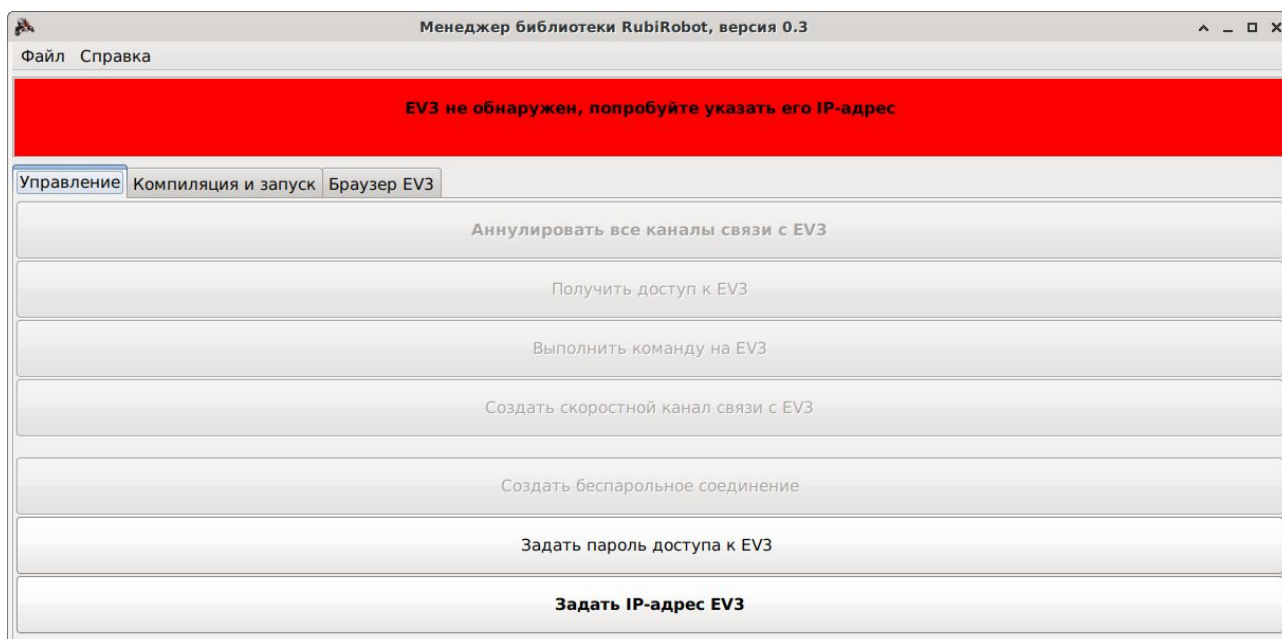 Менеджер библиотеки RubiRobot, версия 0.3
Файл Справка
EV3 не обнаружен, попробуйте указать его IP-адрес
Управление Компиляция и запуск Браузер EV3
Аннулировать все каналы связи с EV3
Получить доступ к EV3
Выполнить команду на EV3
Создать скоростной канал связи с EV3
Создать беспарольное соединение
Задать пароль доступа к EV3
Задать IP-адрес EV3